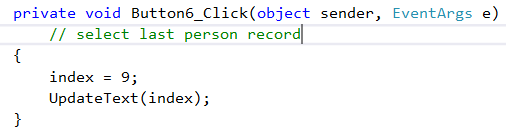 private void Button6_Click(object sender, EventArgs e)
    // select last person record
{
    index = 9;
    UpdateText(index);
}